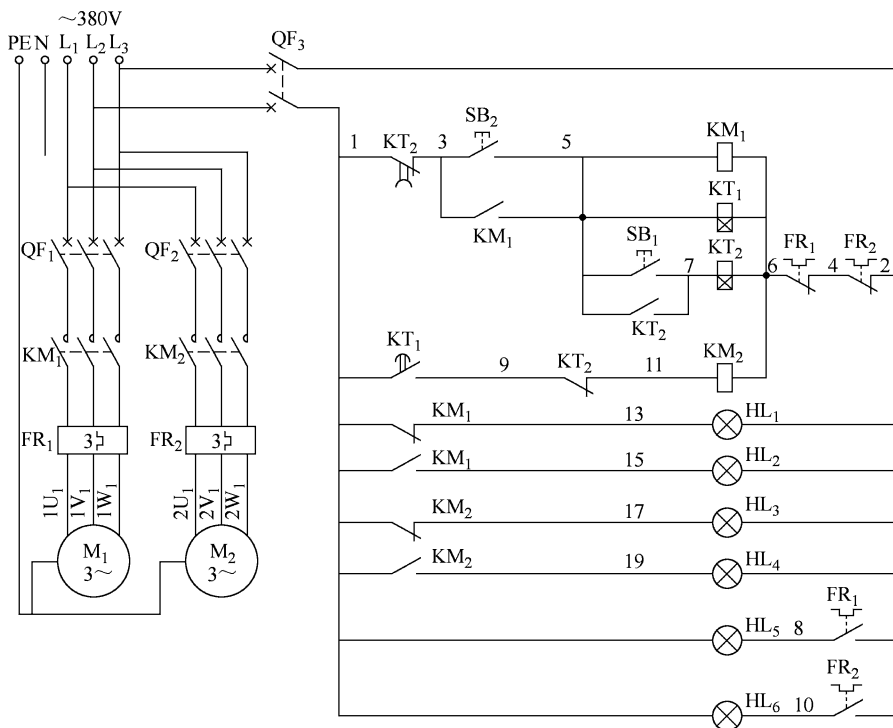 ～380V
PE N L₁ L₂ L₃
QF₃
SB₂
1 KT₂ 3 5 KM₁
KT₁
KM₁
SB₁ KT₂ FR₁ FR₂
7 6 4 2
QF₁ QF₂
KT₂
KT₁ KM₂
KM₁ KM₂ 9 KT₂ 11
KM₁ 13 HL₁
FR₁ 3 FR₂ 3
KM₁ 15 HL₂
1U₁ 1V₁ 1W₁ 2U₁ 2V₁ 2W₁
KM₂ 17 HL₃
M₁ M₂
3～ 3～
KM₂ 19 HL₄
FR₁
HL₅ 8
FR₂
HL₆ 10